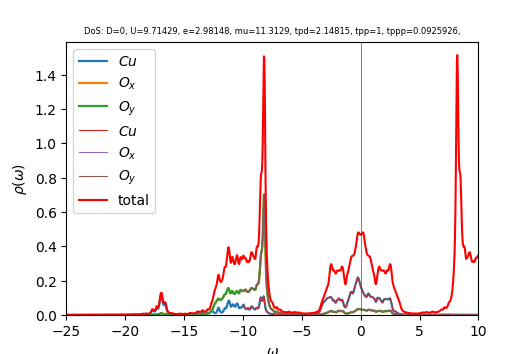 DoS: D=0, U=9.71429, e=2.98148, mu=11.3129, tpd=2.14815, tpp=1, tppp=0.0925926,
Cu
O_x
O_y
Cu
O_x
O_y
total
ρ(ω)
1.4
1.2
1.0
0.8
0.6
0.4
0.2
0.0
−25 −20 −15 −10 −5 0 5 10
ω